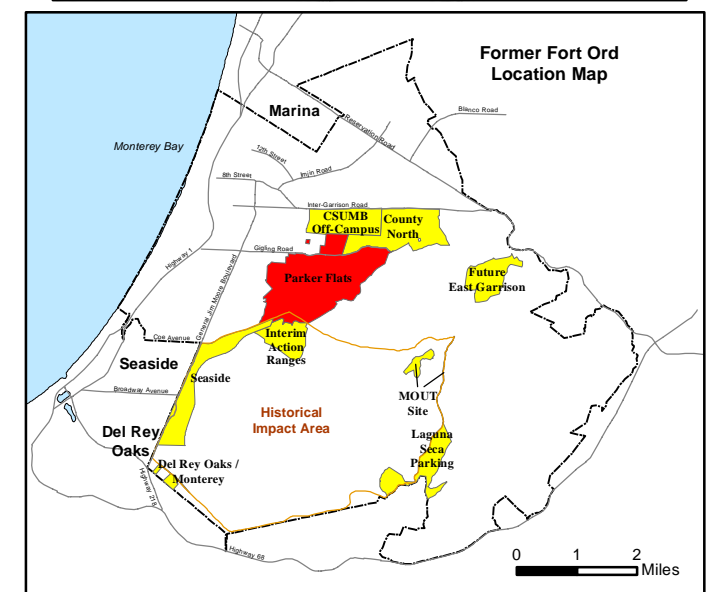 Former Fort Ord
Location Map
Marina
Blanco Road
Reservation Road
Monterey Bay
12th Street
Imjin Road
8th Street
Inter-Garrison Road
CSUMB
Off-Campus
County
North
Gigling Road
Highway 1
General Jim Moore Boulevard
Parker Flats
Future
East Garrison
Coe Avenue
Interim
Action
Ranges
Seaside
Seaside
Broadway Avenue
MOUT
Site
Historical
Impact Area
Del Rey
Oaks
Laguna
Seca
Parking
Del Rey Oaks /
Monterey
Highway 218
Highway 68
0 1 2
Miles